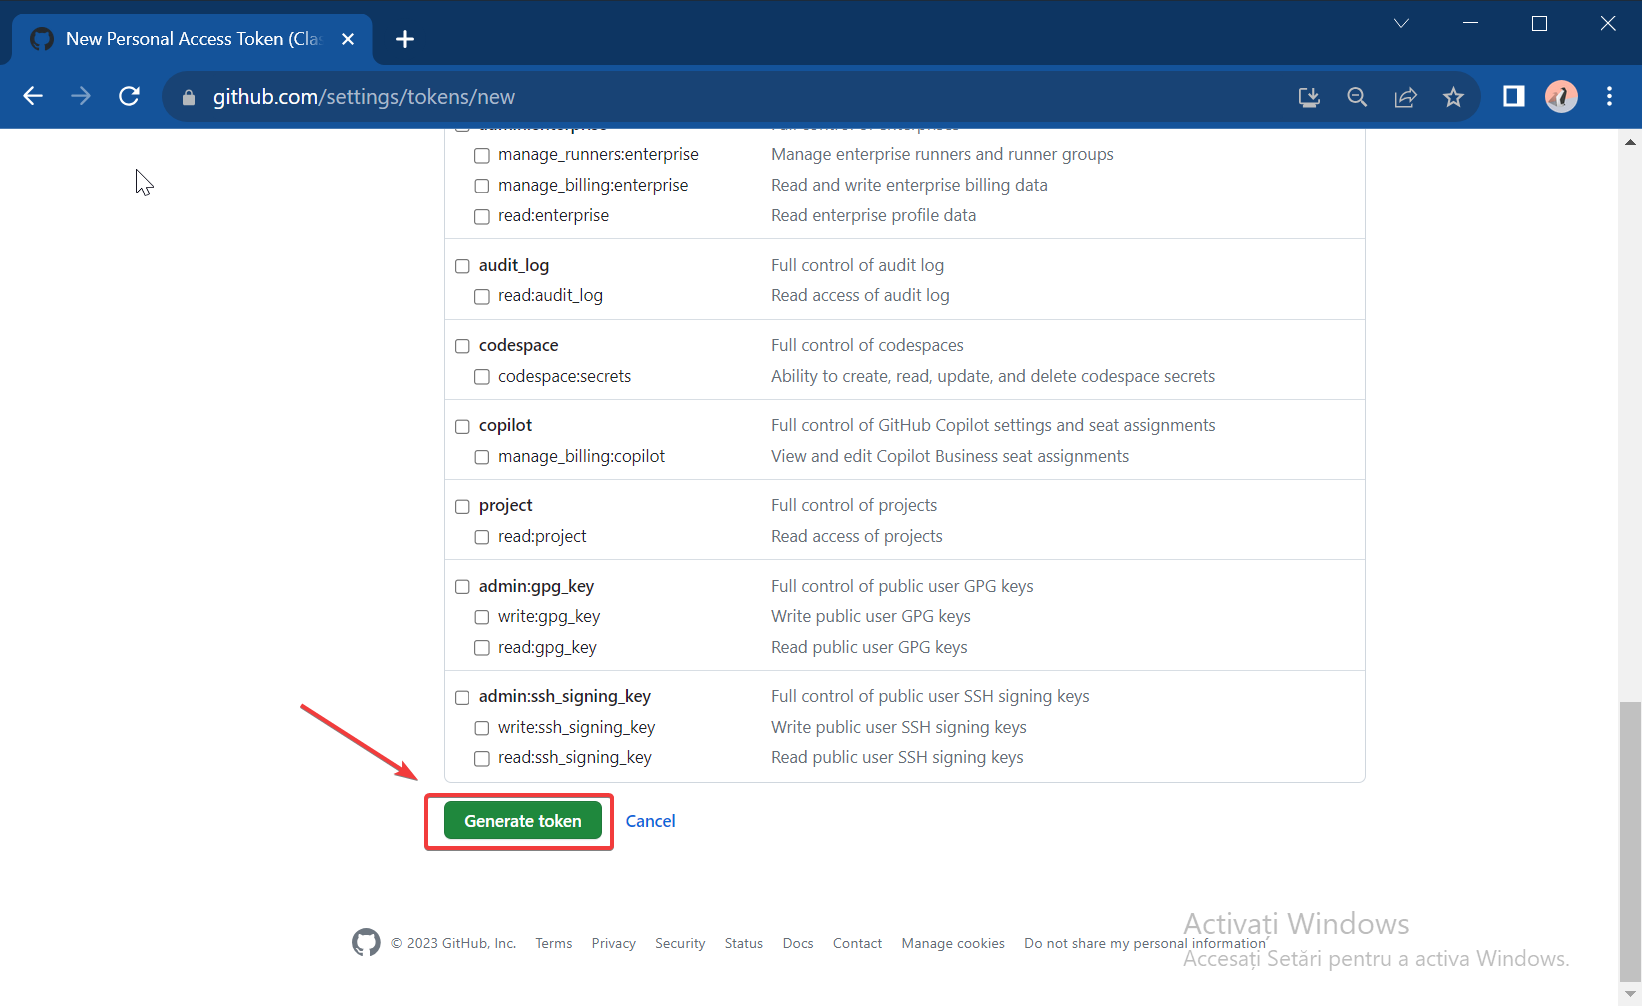 New Personal Access Token (Clas
github.com/settings/tokens/new
admin:enterprise Full control of enterprises
manage_runners:enterprise Manage enterprise runners and runner groups
manage_billing:enterprise Read and write enterprise billing data
read:enterprise Read enterprise profile data
audit_log Full control of audit log
read:audit_log Read access of audit log
codespace Full control of codespaces
codespace:secrets Ability to create, read, update, and delete codespace secrets
copilot Full control of GitHub Copilot settings and seat assignments
manage_billing:copilot View and edit Copilot Business seat assignments
project Full control of projects
read:project Read access of projects
admin:gpg_key Full control of public user GPG keys
write:gpg_key Write public user GPG keys
read:gpg_key Read public user GPG keys
admin:ssh_signing_key Full control of public user SSH signing keys
write:ssh_signing_key Write public user SSH signing keys
read:ssh_signing_key Read public user SSH signing keys
Generate token Cancel
© 2023 GitHub, Inc. Terms Privacy Security Status Docs Contact Manage cookies Do not share my personal information
Activați Windows
Accesați Setări pentru a activa Windows.